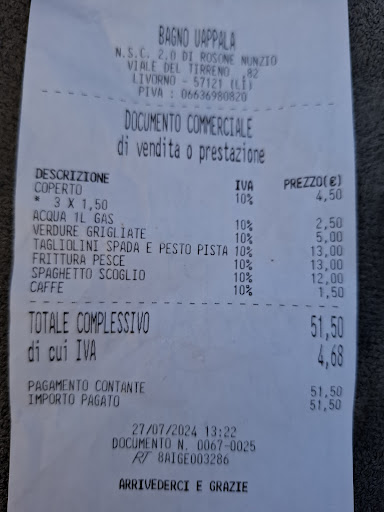 BAGNO UAPPALA
N.S.C. 2.0 DI ROSONE NUNZIO
VIALE DEL TIRRENO 82
LIVORNO - 57121 (LI)
PIVA : 06636980820
DOCUMENTO COMMERCIALE
di vendita o prestazione
DESCRIZIONE IVA PREZZO(€)
COPERTO 10% 4,50
* 3 X 1,50
ACQUA 1L GAS 10% 2,50
VERDURE GRIGLIATE 10% 5,00
TAGLIOLINI SPADA E PESTO PISTA 10% 13,00
FRITTURA PESCE 10% 13,00
SPAGHETTO SCOGLIO 10% 12,00
CAFFE 10% 1,50
TOTALE COMPLESSIVO 51,50
di cui IVA 4,68
PAGAMENTO CONTANTE 51,50
IMPORTO PAGATO 51,50
27/07/2024 13:22
DOCUMENTO N. 0067-0025
RT 8AIGE003286
ARRIVEDERCI E GRAZIE